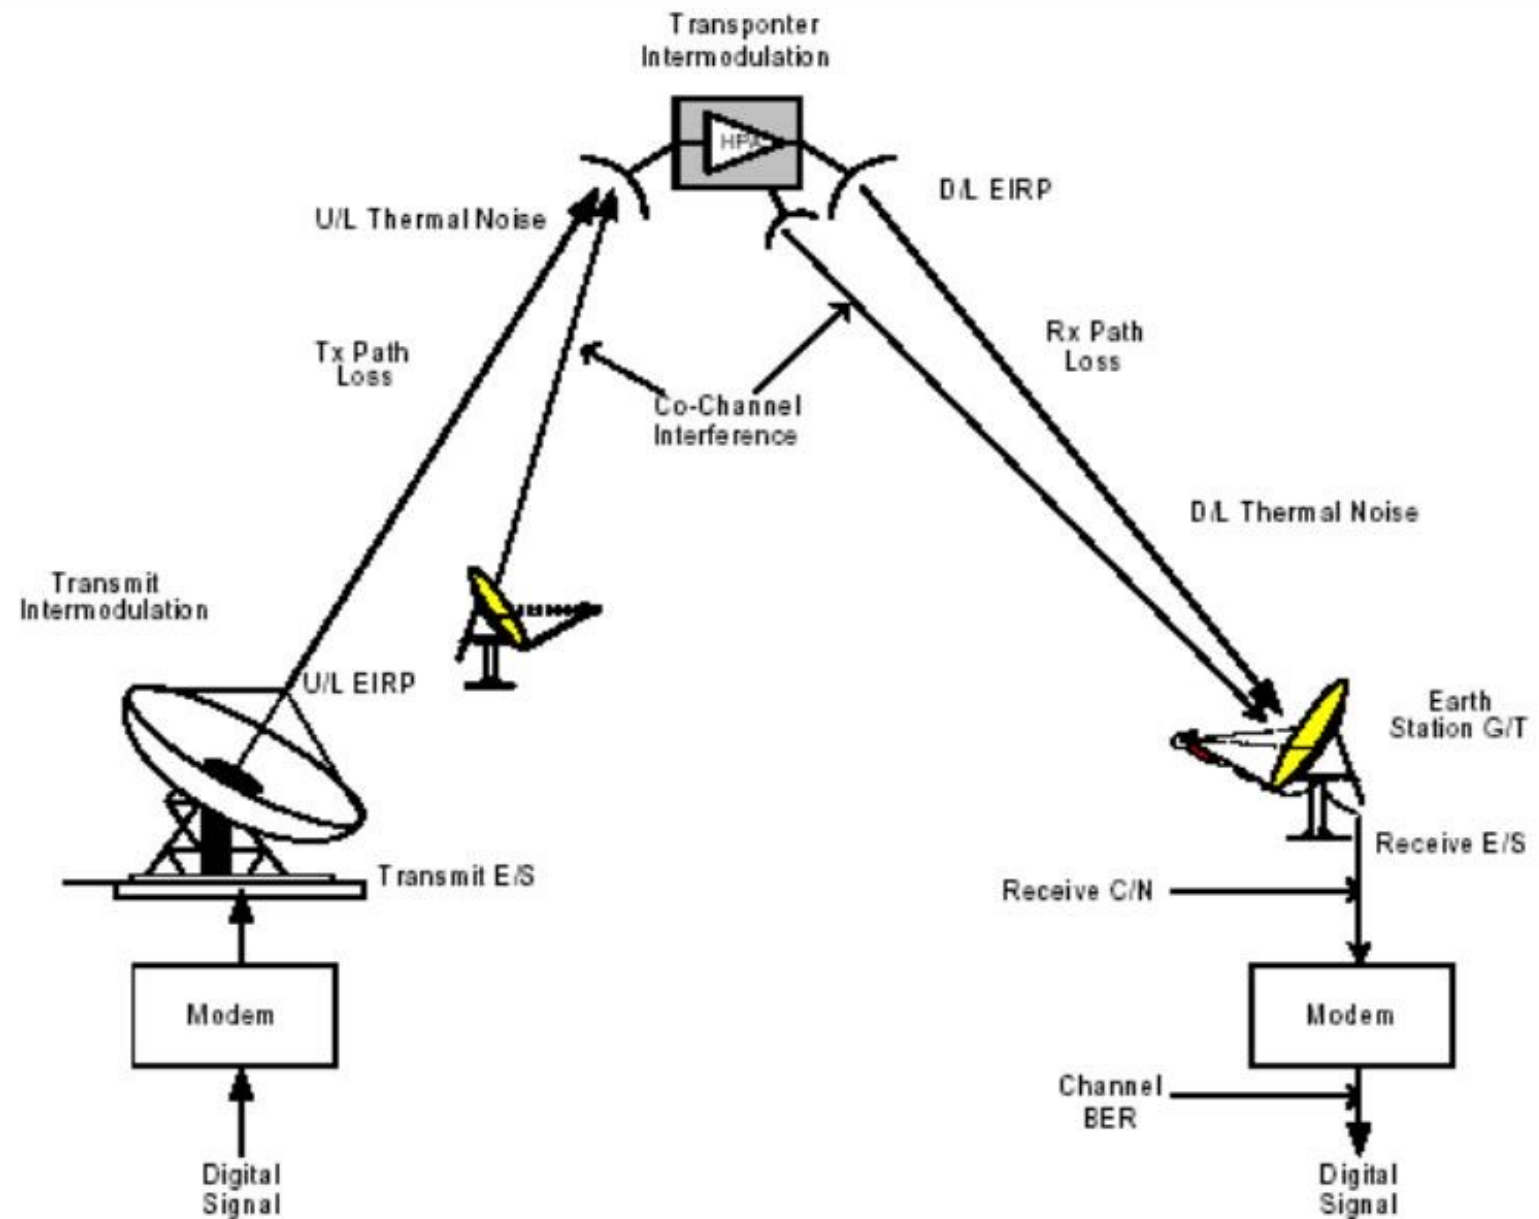 Transponter
Intermodulation
HPA
D/L EIRP
U/L Thermal Noise
Tx Path
Loss
Rx Path
Loss
Co-Channel
Interference
D/L Thermal Noise
Transmit
Intermodulation
U/L EIRP
Earth
Station G/T
Transmit E/S
Receive E/S
Receive C/N
Modem
Modem
Channel
BER
Digital
Signal
Digital
Signal